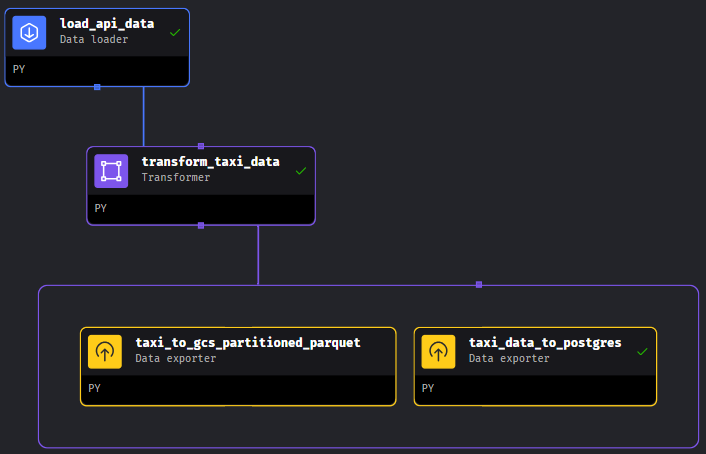 load_api_data
Data loader
PY
transform_taxi_data
Transformer
PY
taxi_to_gcs_partitioned_parquet
Data exporter
PY
taxi_data_to_postgres
Data exporter
PY